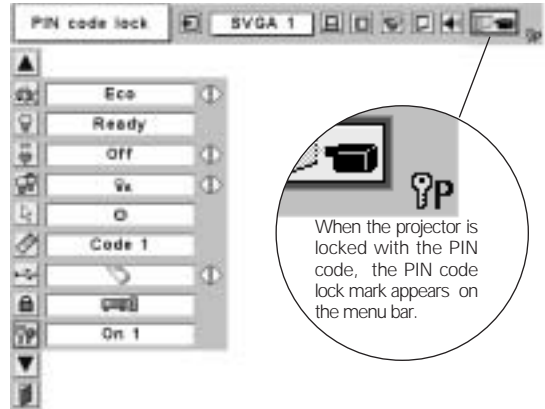 PIN code lock
SVGA 1
Eco
Ready
Off
Code 1
On 1
P
When the projector is
locked with the PIN
code, the PIN code
lock mark appears on
the menu bar.